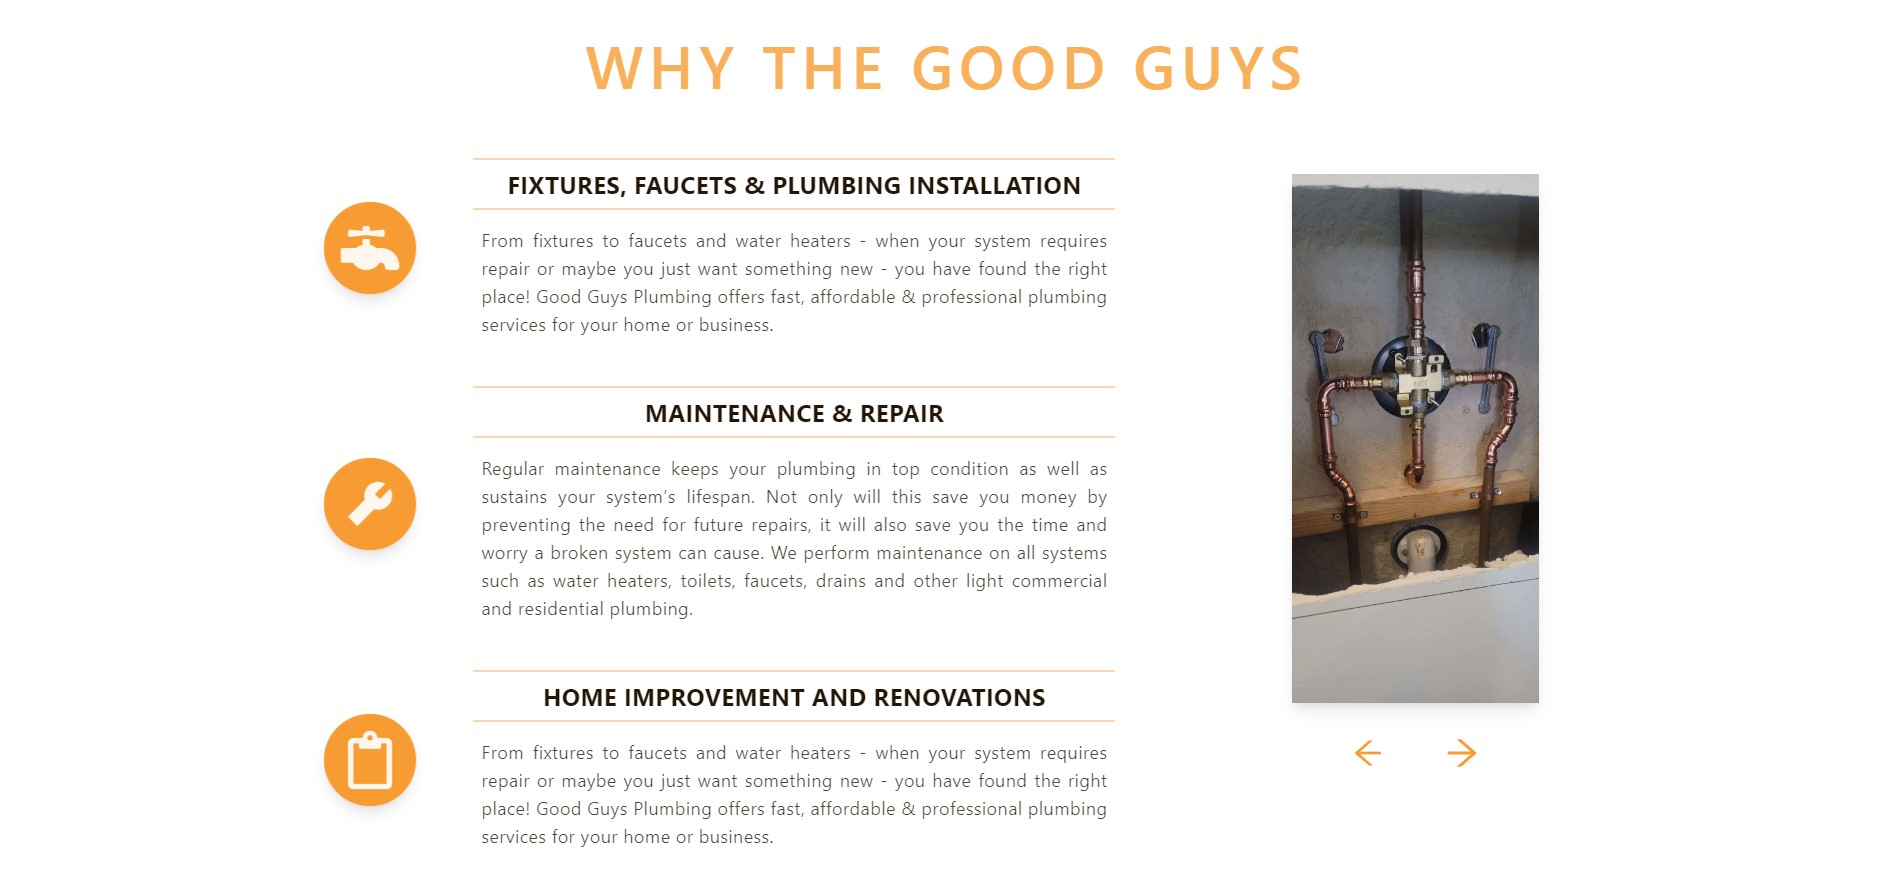 WHY THE GOOD GUYS
FIXTURES, FAUCETS & PLUMBING INSTALLATION
From fixtures to faucets and water heaters - when your system requires
repair or maybe you just want something new - you have found the right
place! Good Guys Plumbing offers fast, affordable & professional plumbing
services for your home or business.
MAINTENANCE & REPAIR
Regular maintenance keeps your plumbing in top condition as well as
sustains your system's lifespan. Not only will this save you money by
preventing the need for future repairs, it will also save you the time and
worry a broken system can cause. We perform maintenance on all systems
such as water heaters, toilets, faucets, drains and other light commercial
and residential plumbing.
HOME IMPROVEMENT AND RENOVATIONS
From fixtures to faucets and water heaters - when your system requires
repair or maybe you just want something new - you have found the right
place! Good Guys Plumbing offers fast, affordable & professional plumbing
services for your home or business.